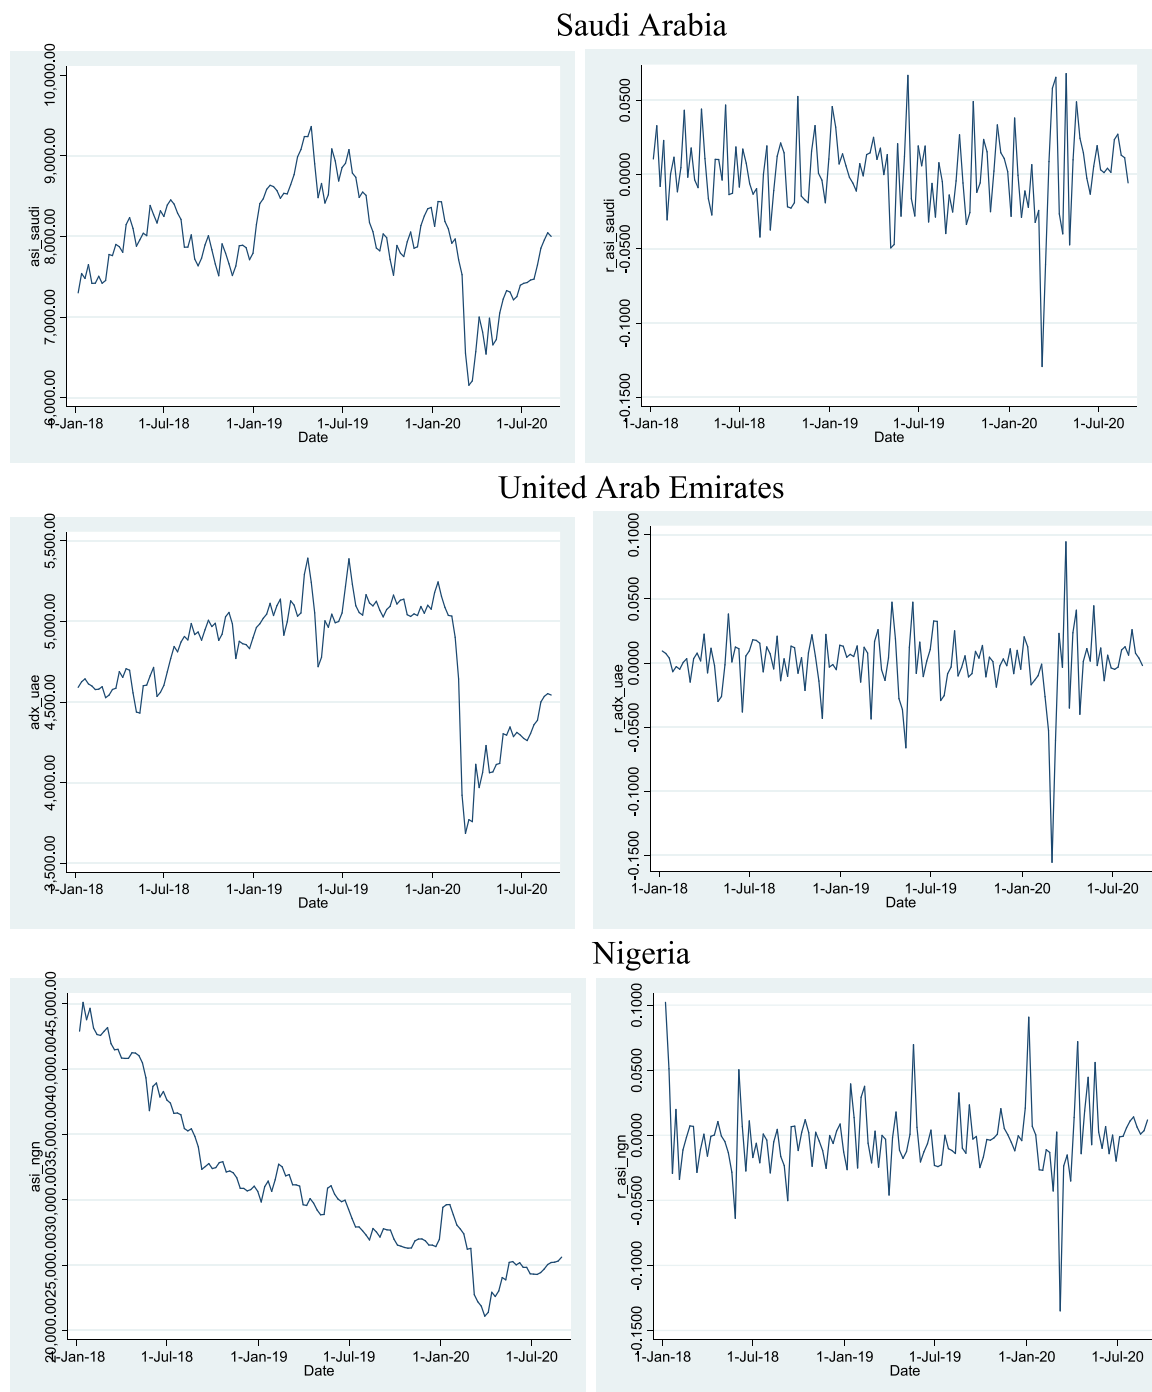 Saudi Arabia
asi_saudi
10,000.00
9,000.00
8,000.00
7,000.00
6,000.00
1-Jan-18 1-Jul-18 1-Jan-19 1-Jul-19 1-Jan-20 1-Jul-20
Date
r_asi_saudi
0.0500
0.0000
-0.0500
-0.1000
-0.1500
1-Jan-18 1-Jul-18 1-Jan-19 1-Jul-19 1-Jan-20 1-Jul-20
Date
United Arab Emirates
adx_uae
5,500.00
5,000.00
4,500.00
4,000.00
3,500.00
1-Jan-18 1-Jul-18 1-Jan-19 1-Jul-19 1-Jan-20 1-Jul-20
Date
r_adx_uae
0.1000
0.0500
0.0000
-0.0500
-0.1000
-0.1500
1-Jan-18 1-Jul-18 1-Jan-19 1-Jul-19 1-Jan-20 1-Jul-20
Date
Nigeria
asi_ngn
45,000.00
40,000.00
35,000.00
30,000.00
25,000.00
20,000.00
1-Jan-18 1-Jul-18 1-Jan-19 1-Jul-19 1-Jan-20 1-Jul-20
Date
r_asi_ngn
0.1000
0.0500
0.0000
-0.0500
-0.1000
-0.1500
1-Jan-18 1-Jul-18 1-Jan-19 1-Jul-19 1-Jan-20 1-Jul-20
Date